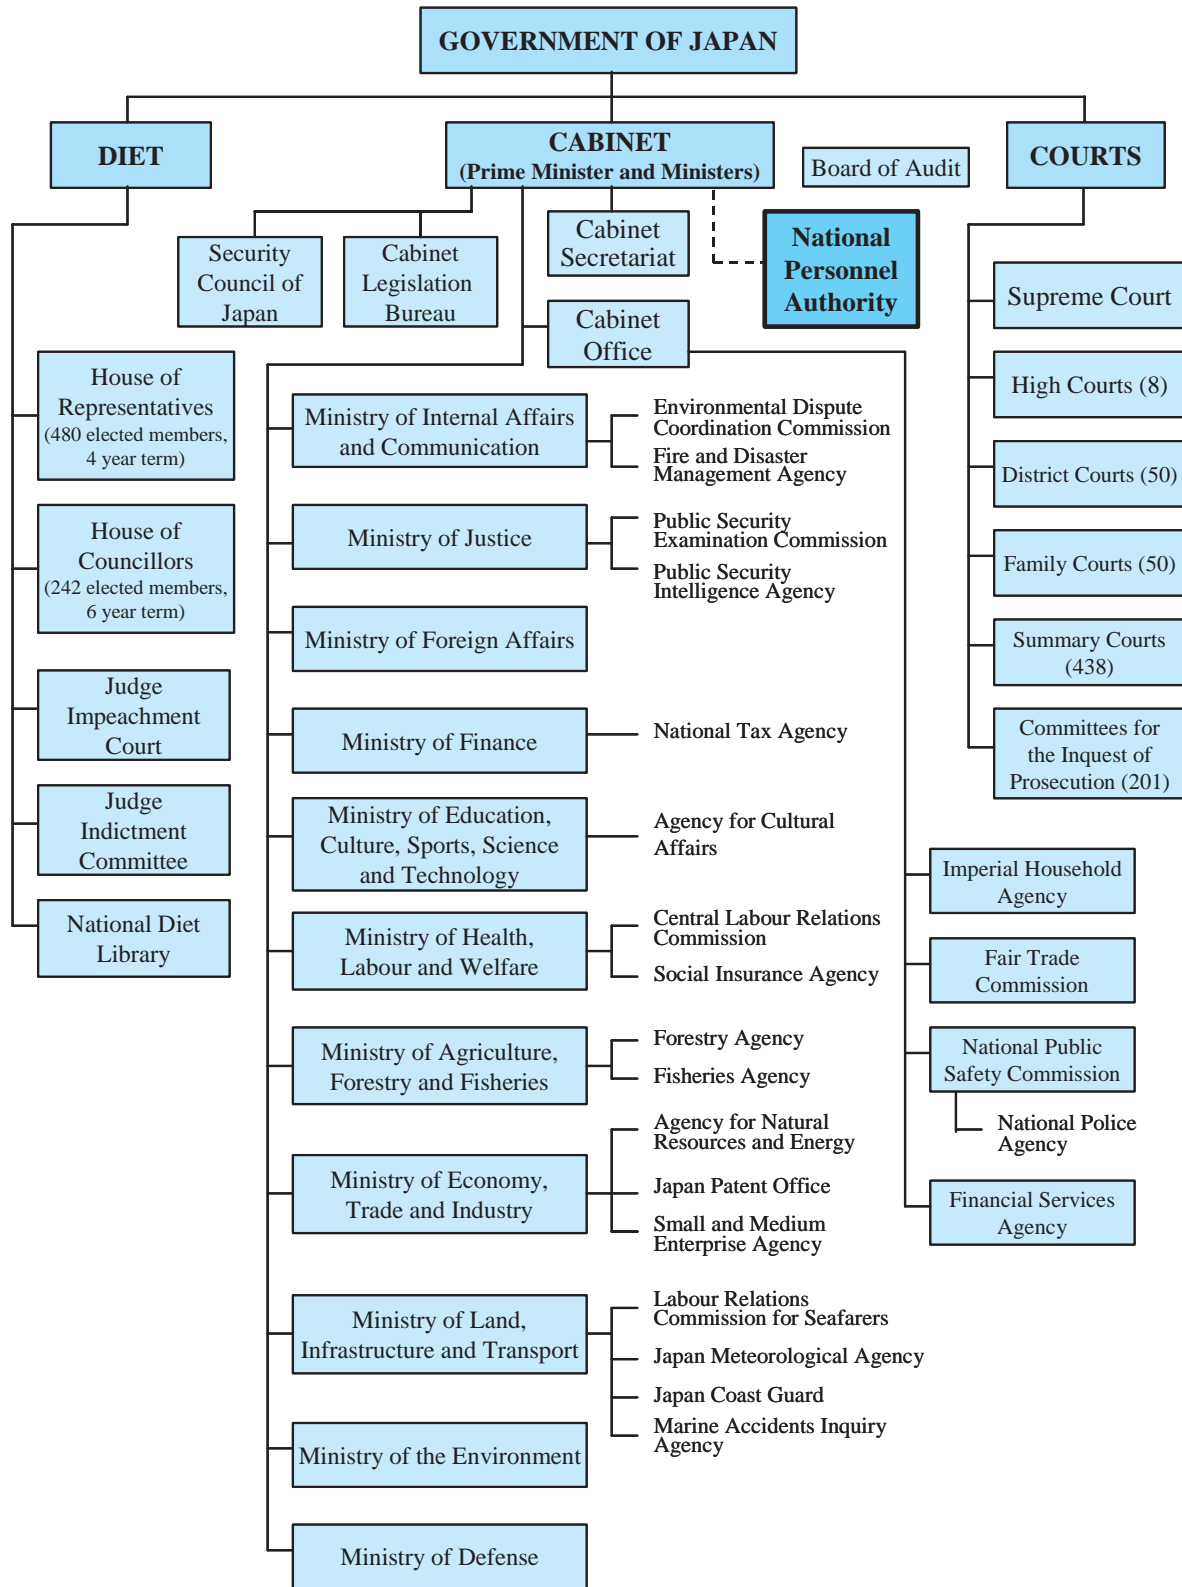 GOVERNMENT OF JAPAN
DIET
CABINET
(Prime Minister and Ministers)
Board of Audit
COURTS
Security
Council of
Japan
Cabinet
Legislation
Bureau
Cabinet
Secretariat
National
Personnel
Authority
Cabinet
Office
House of
Representatives
(480 elected members,
4 year term)
House of
Councillors
(242 elected members,
6 year term)
Judge
Impeachment
Court
Judge
Indictment
Committee
National Diet
Library
Ministry of Internal Affairs
and Communication
Environmental Dispute
Coordination Commission
Fire and Disaster
Management Agency
Ministry of Justice
Public Security
Examination Commission
Public Security
Intelligence Agency
Ministry of Foreign Affairs
Ministry of Finance
National Tax Agency
Ministry of Education,
Culture, Sports, Science
and Technology
Agency for Cultural
Affairs
Ministry of Health,
Labour and Welfare
Central Labour Relations
Commission
Social Insurance Agency
Ministry of Agriculture,
Forestry and Fisheries
Forestry Agency
Fisheries Agency
Ministry of Economy,
Trade and Industry
Agency for Natural
Resources and Energy
Japan Patent Office
Small and Medium
Enterprise Agency
Ministry of Land,
Infrastructure and Transport
Labour Relations
Commission for Seafarers
Japan Meteorological Agency
Japan Coast Guard
Marine Accidents Inquiry
Agency
Ministry of the Environment
Ministry of Defense
Supreme Court
High Courts (8)
District Courts (50)
Family Courts (50)
Summary Courts
(438)
Committees for
the Inquest of
Prosecution (201)
Imperial Household
Agency
Fair Trade
Commission
National Public
Safety Commission
National Police
Agency
Financial Services
Agency